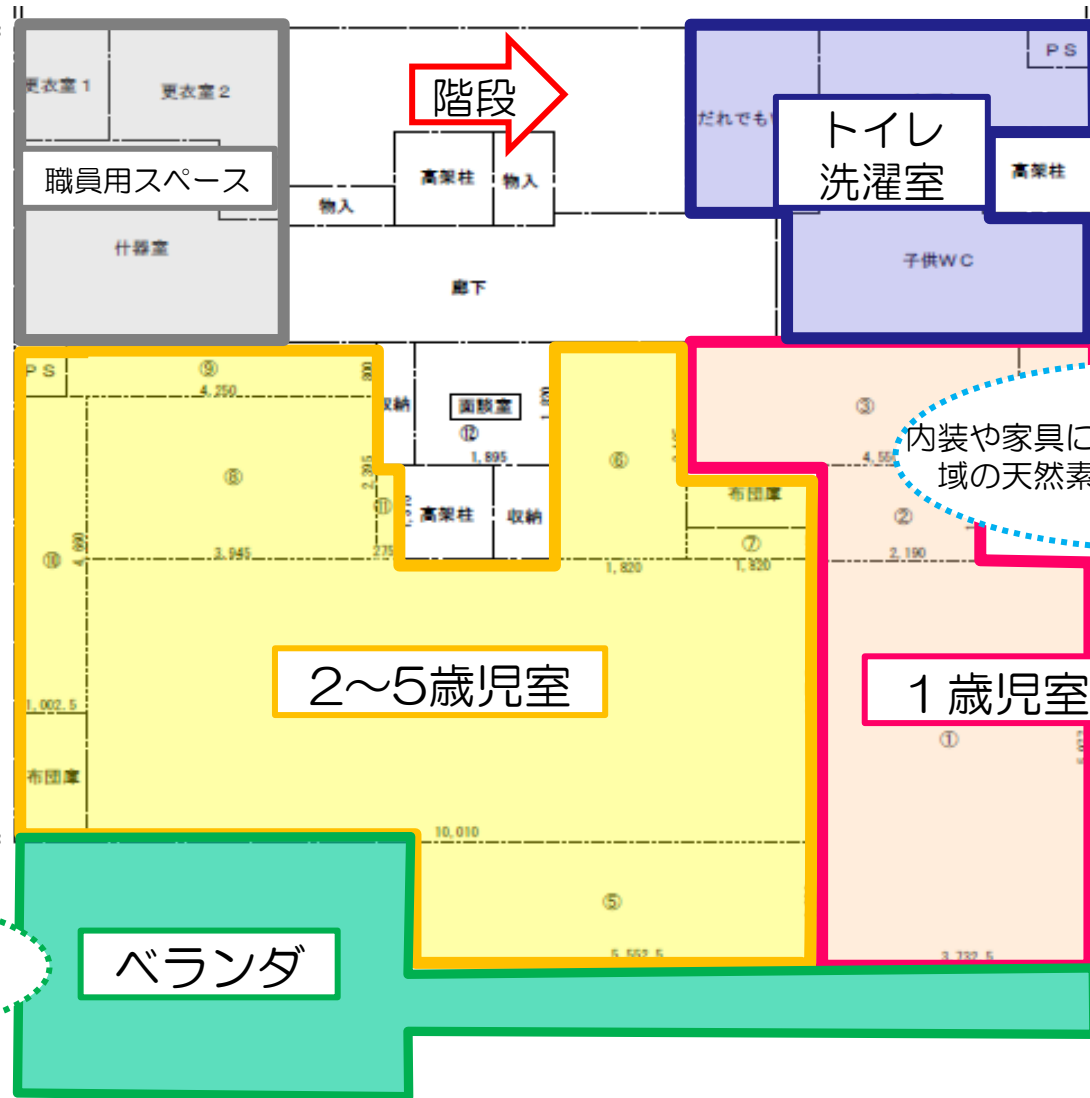 更衣室1
更衣室2
職員用スペース
什器室
階段
高架柱
物入
物入
廊下
PS
だれでも
トイレ
洗濯室
高架柱
子供WC
PS
⑨
4,250
800
収納
面談室
⑫
1,895
⑧
⑪
高架柱
収納
⑥
布団庫
⑦
⑩
3,945
275
1,820
1,820
③
②
2,190
内装や家具に
域の天然素
2～5歳児室
1歳児室
①
1,002.5
布団庫
10,010
⑤
5,552.5
3,732.5
ベランダ